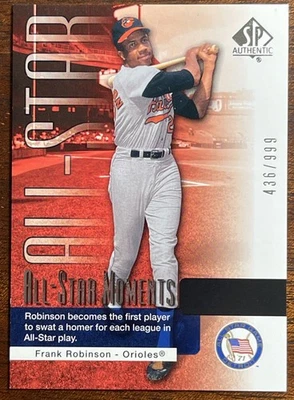 SP
AUTHENTIC®
ALL-STAR
436/999
All-Star Moments
Robinson becomes the first player
to swat a homer for each league in
All-Star play.
'71
Frank Robinson - Orioles®